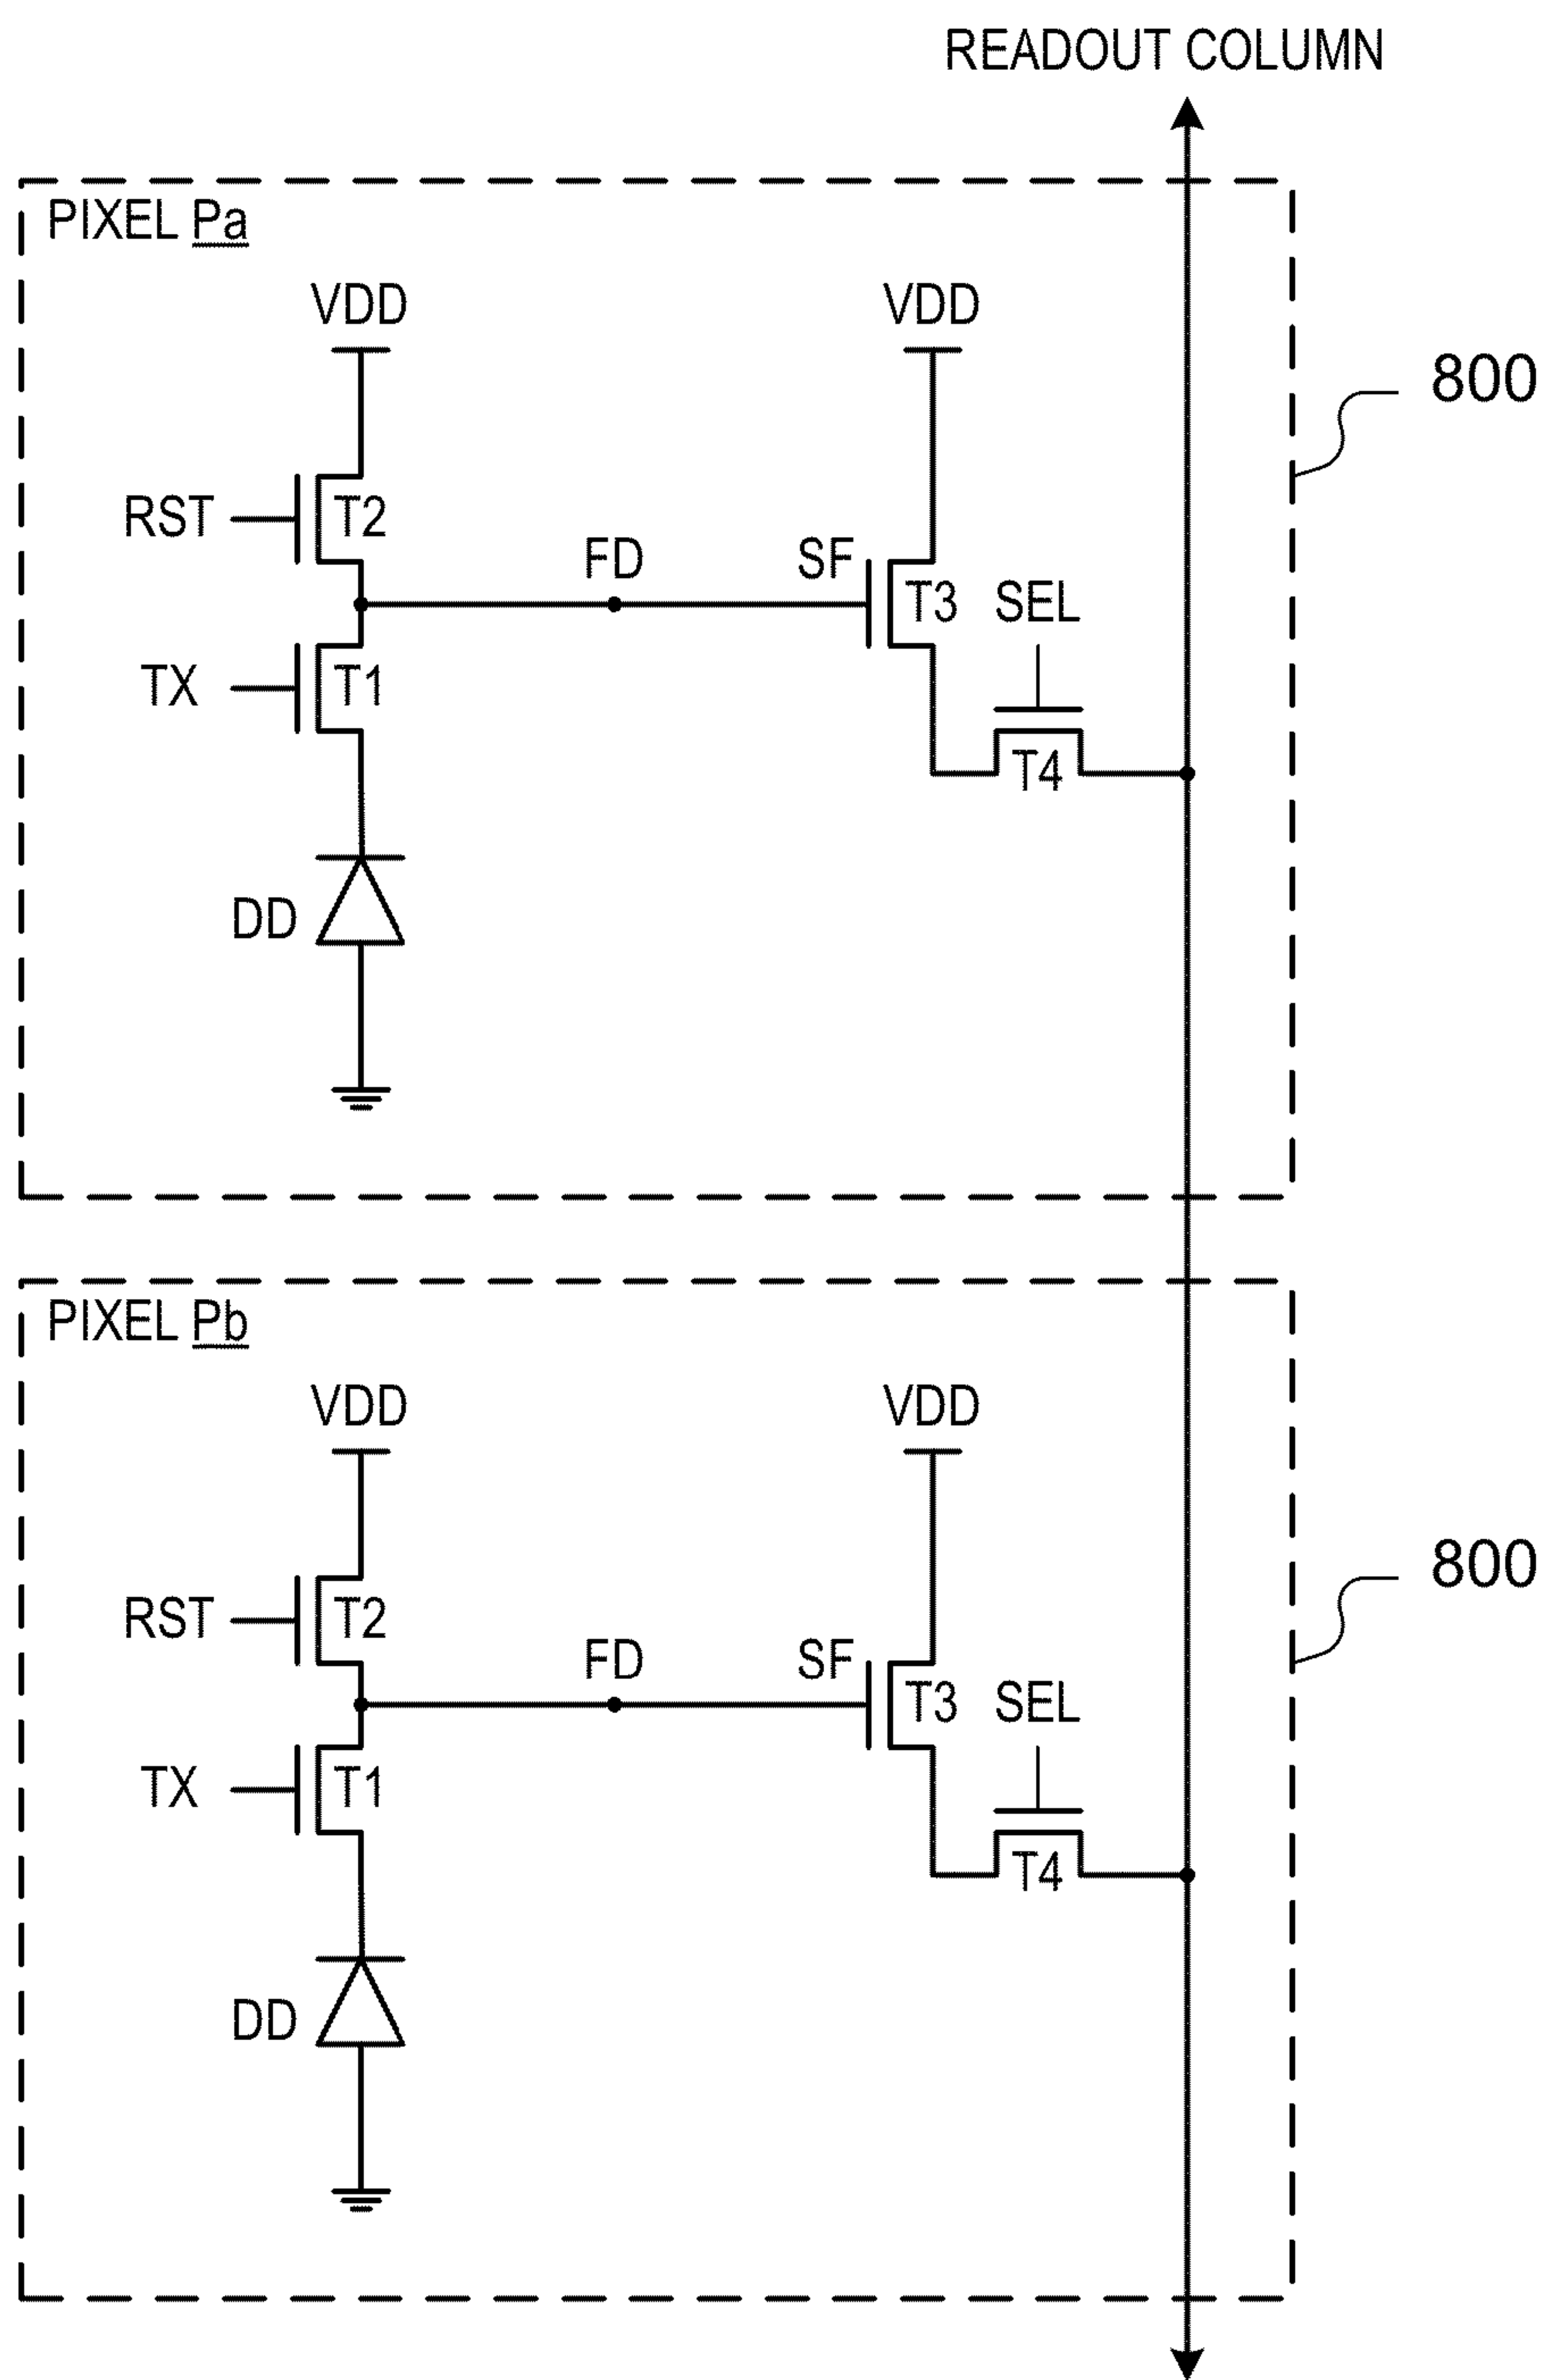 READOUT COLUMN
PIXEL Pa
VDD
VDD
800
RST
T2
FD
SF
T3
SEL
TX
T1
T4
DD
PIXEL Pb
VDD
VDD
800
RST
T2
FD
SF
T3
SEL
TX
T1
T4
DD